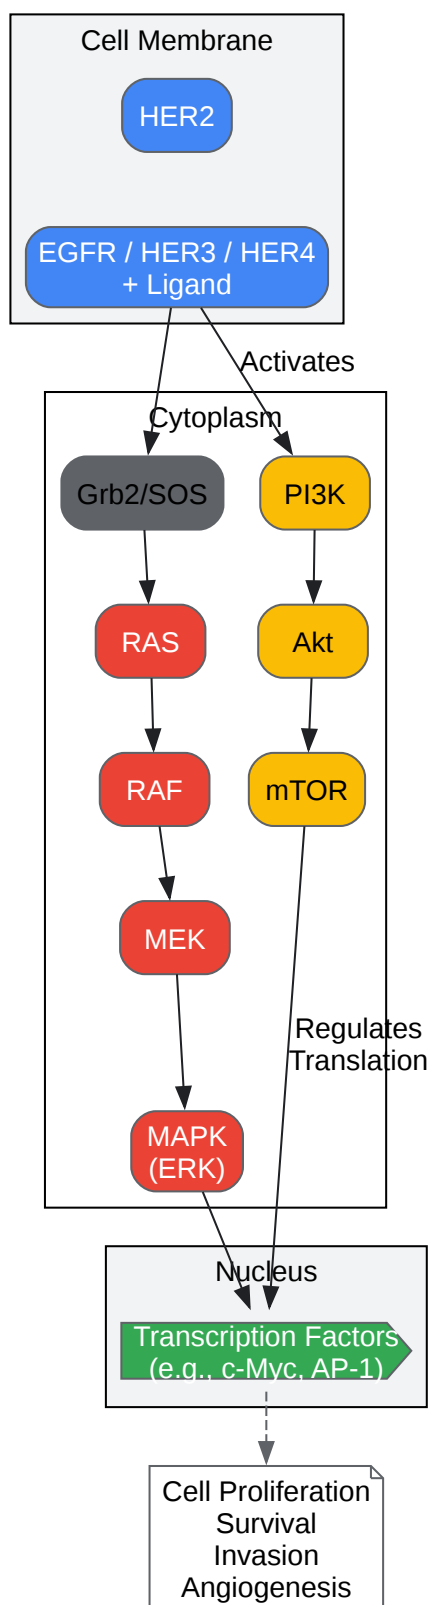 Cell Membrane
HER2
EGFR / HER3 / HER4
+ Ligand
Activates
Cytoplasm
Grb2/SOS
PI3K
RAS
Akt
RAF
mTOR
MEK
Regulates
Translation
MAPK
(ERK)
Nucleus
Transcription Factors
(e.g., c-Myc, AP-1)
Cell Proliferation
Survival
Invasion
Angiogenesis